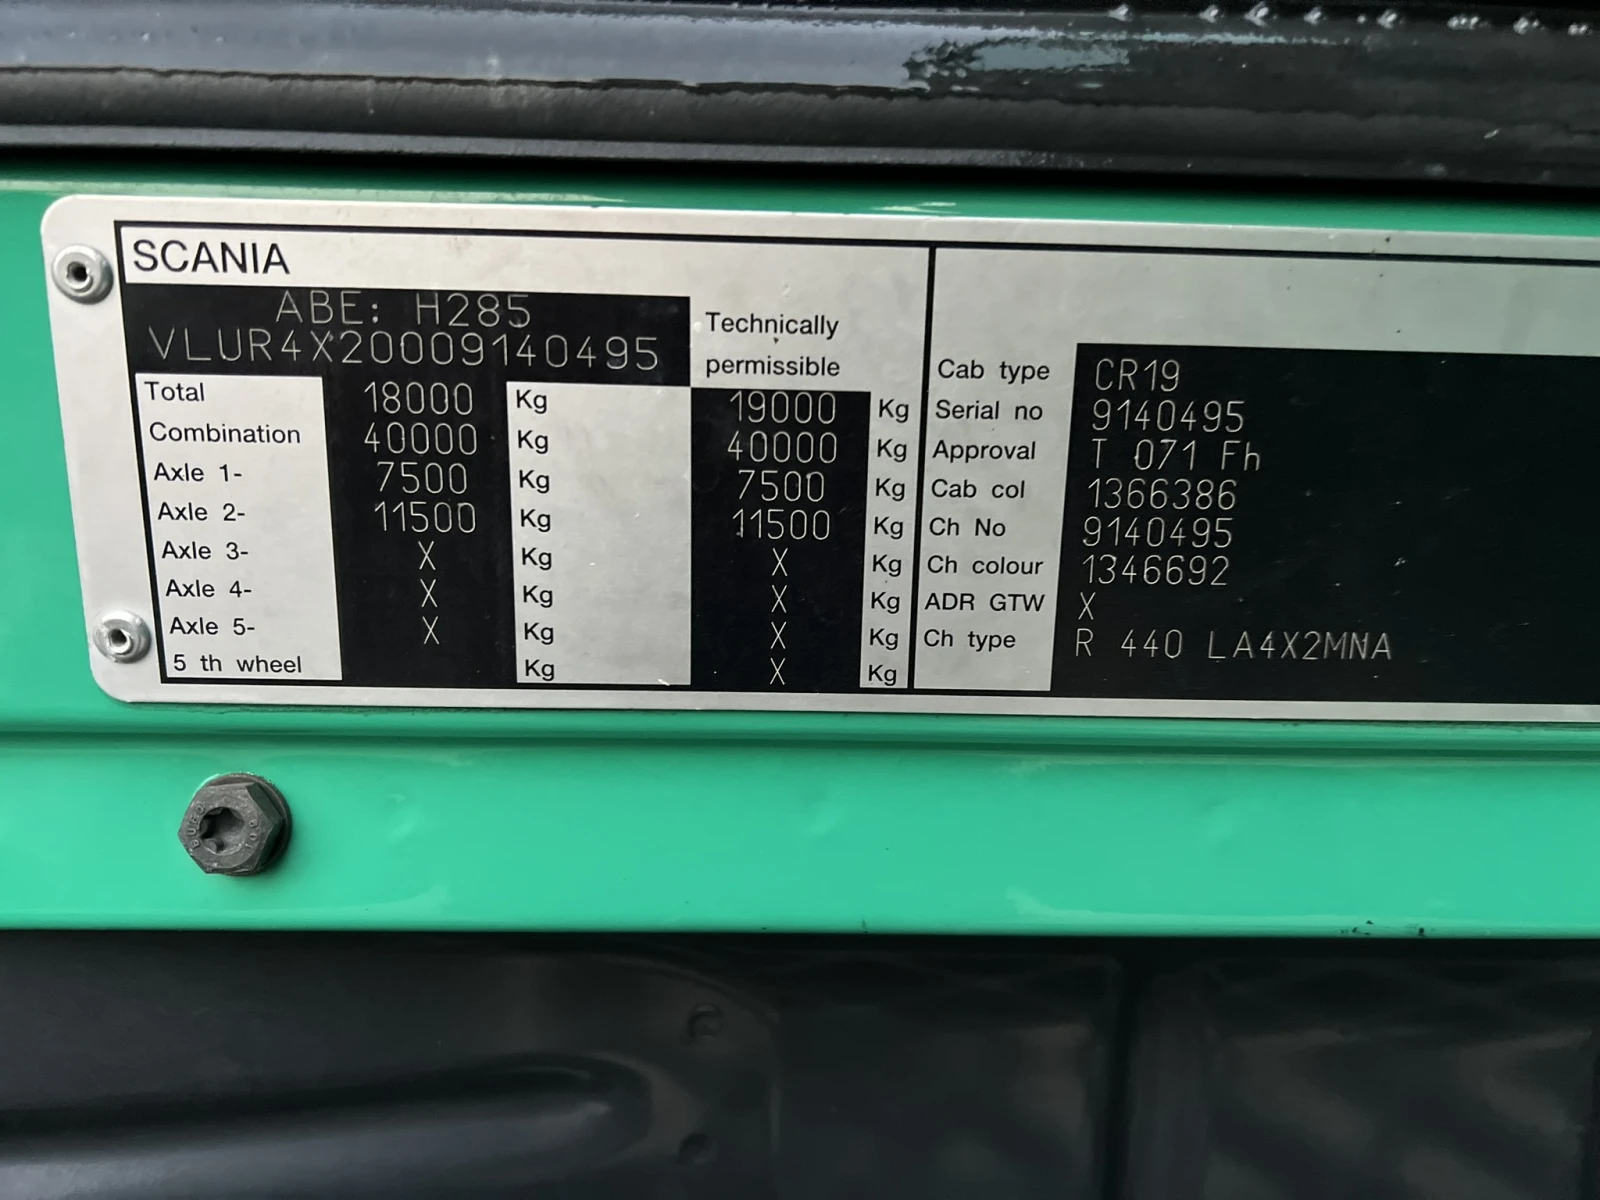 SCANIA
ABE: H285
VLUR4X20009140495
Technically
permissible
Total 18000 Kg 19000 Kg
Combination 40000 Kg 40000 Kg
Axle 1- 7500 Kg 7500 Kg
Axle 2- 11500 Kg 11500 Kg
Axle 3- X Kg X Kg
Axle 4- X Kg X Kg
Axle 5- X Kg X Kg
5 th wheel Kg X Kg
Cab type CR19
Serial no 9140495
Approval T 071 Fh
Cab col 1366386
Ch No 9140495
Ch colour 1346692
ADR GTW X
Ch type R 440 LA4X2MNA